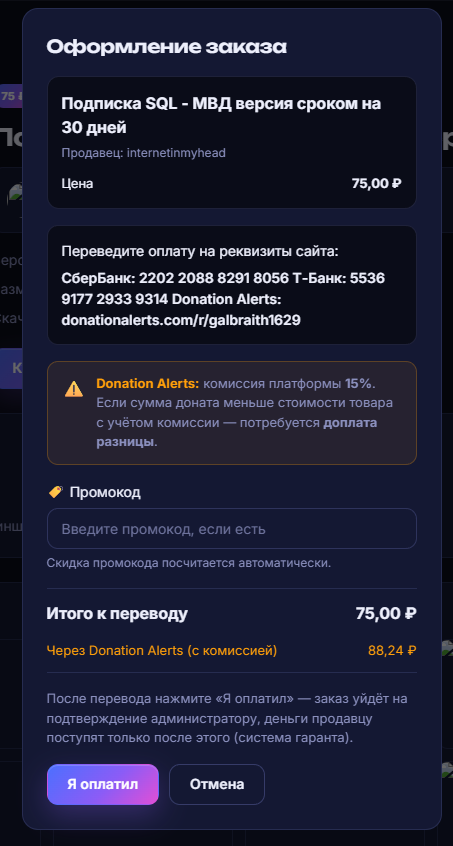 Оформление заказа
75
Подписка SQL - МВД версия сроком на
30 дней
Продавец: internetinmyhead
Цена 75,00 ₽
Переведите оплату на реквизиты сайта:
СберБанк: 2202 2088 8291 8056 Т-Банк: 5536
9177 2933 9314 Donation Alerts:
donationalerts.com/r/galbraith1629
Donation Alerts: комиссия платформы 15%.
Если сумма доната меньше стоимости товара
с учётом комиссии — потребуется доплата
разницы.
Промокод
Введите промокод, если есть
Скидка промокода посчитается автоматически.
Итого к переводу 75,00 ₽
Через Donation Alerts (с комиссией) 88,24 ₽
После перевода нажмите «Я оплатил» — заказ уйдёт на
подтверждение администратору, деньги продавцу
поступят только после этого (система гаранта).
Я оплатил Отмена